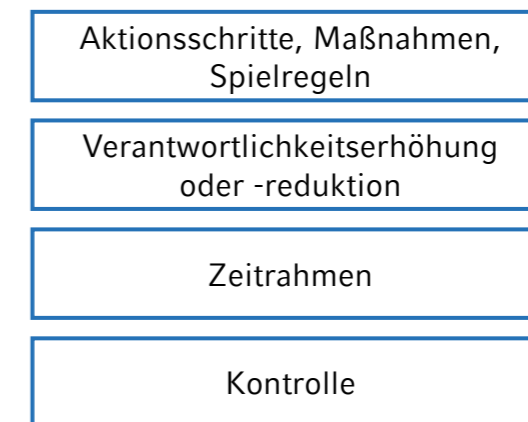 Aktionsschritte, Maßnahmen,
Spielregeln
Verantwortlichkeitserhöhung
oder -reduktion
Zeitrahmen
Kontrolle